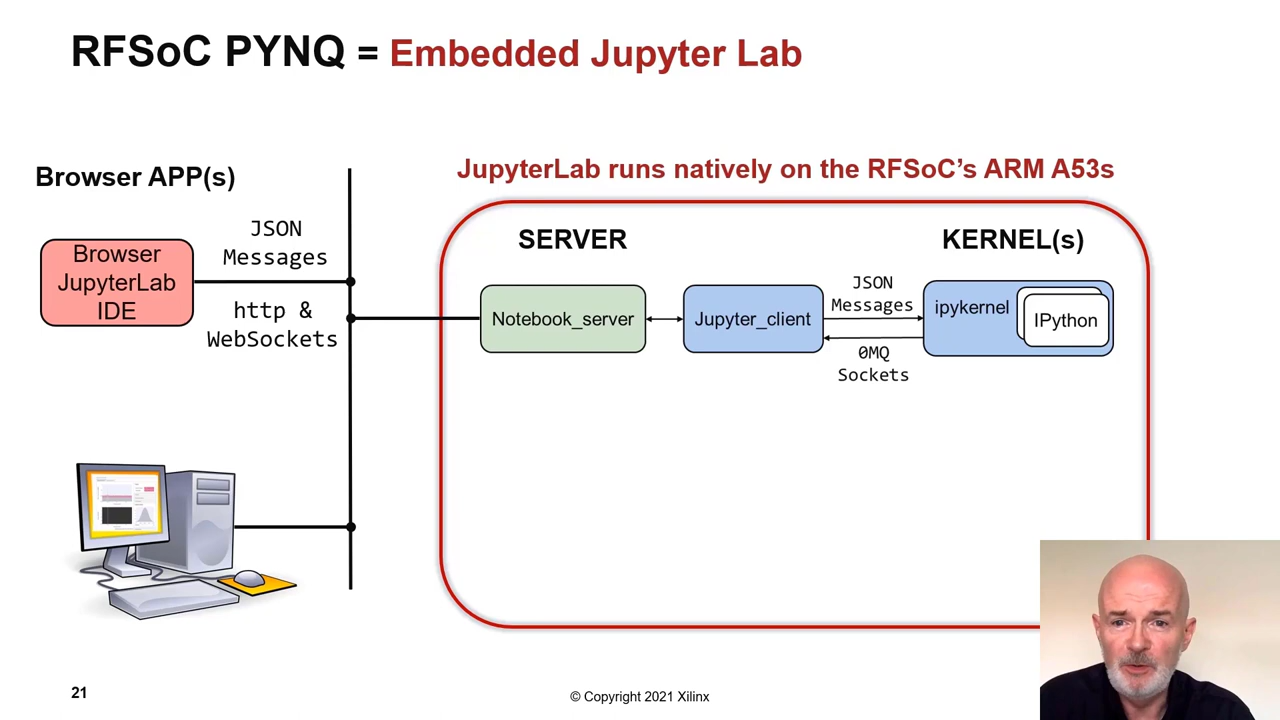 RFSoC PYNQ = Embedded Jupyter Lab
Browser APP(s)
JupyterLab runs natively on the RFSoC’s ARM A53s
JSON
Messages
Browser
JupyterLab
IDE
http &
WebSockets
SERVER
KERNEL(s)
Notebook_server
Jupyter_client
JSON
Messages
0MQ
Sockets
ipykernel
IPython
21
© Copyright 2021 Xilinx